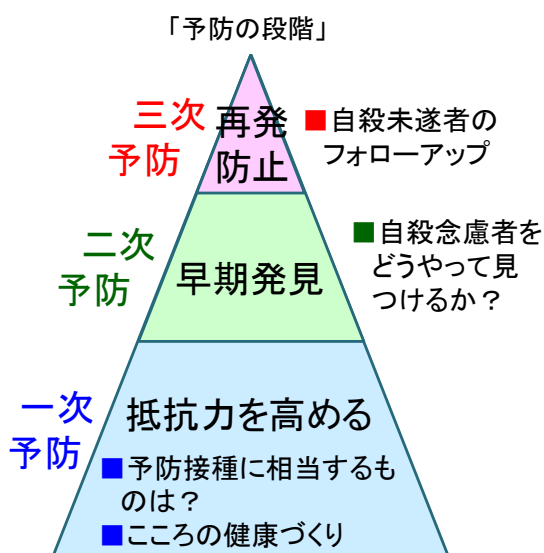 「予防の段階」
三次
予防
再発
防止
■自殺未遂者の
フォローアップ
二次
予防
早期発見
■自殺念慮者を
どうやって見
つけるか？
一次
予防
抵抗力を高める
■予防接種に相当するも
のは？
■こころの健康づくり